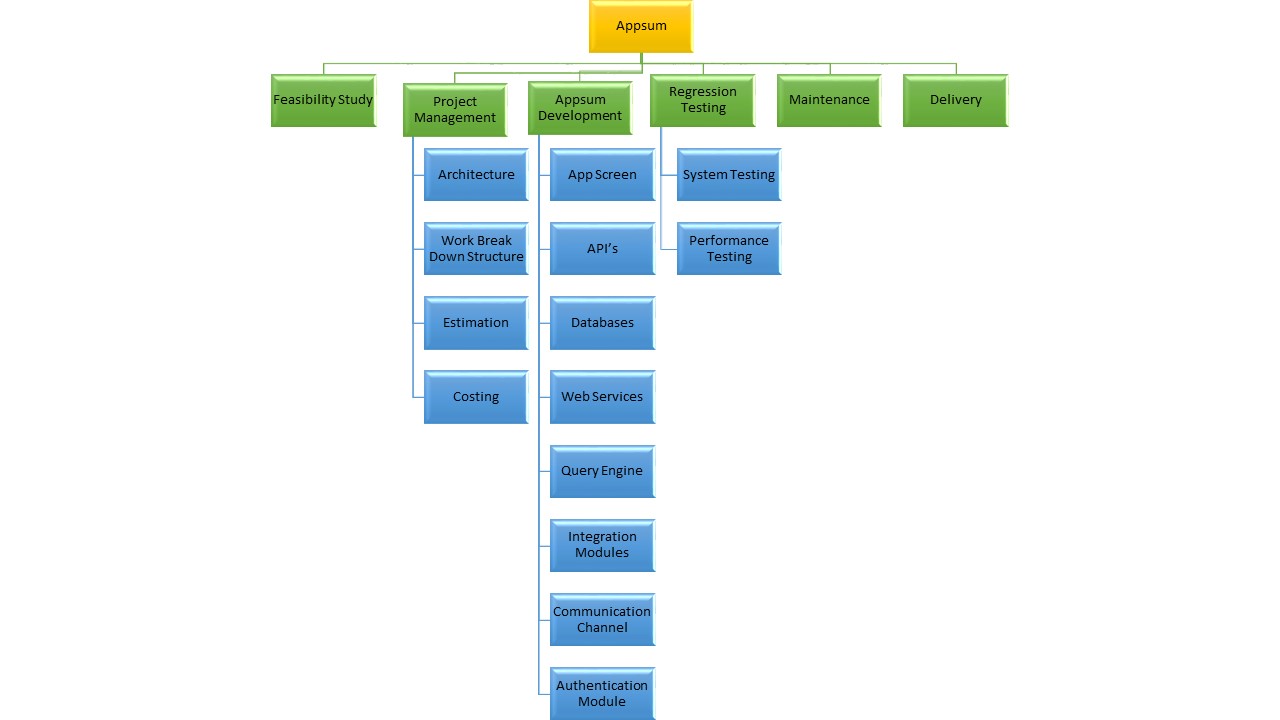 Appsum
Feasibility Study
Project
Management
Appsum
Development
Regression
Testing
Maintenance
Delivery
Architecture
Work Break
Down Structure
Estimation
Costing
App Screen
API’s
Databases
Web Services
Query Engine
Integration
Modules
Communication
Channel
Authentication
Module
System Testing
Performance
Testing